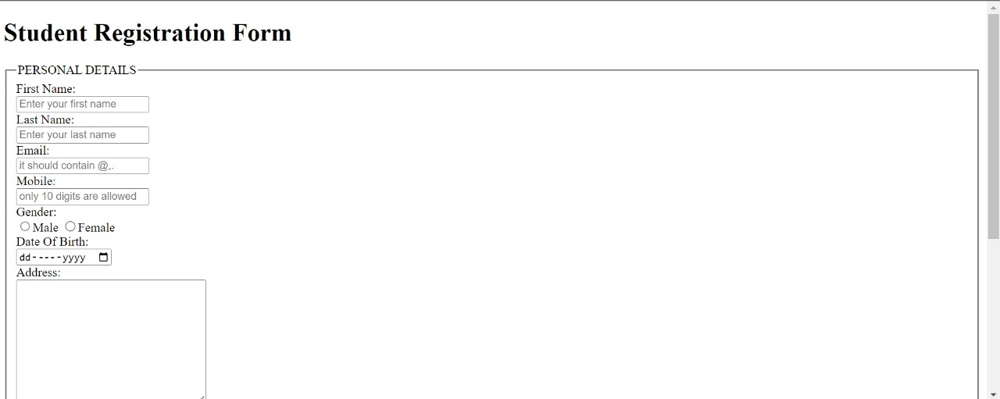 Student Registration Form
PERSONAL DETAILS
First Name:
Enter your first name
Last Name:
Enter your last name
Email:
it should contain @,.
Mobile:
only 10 digits are allowed
Gender:
Male Female
Date Of Birth:
dd-----yyyy
Address: